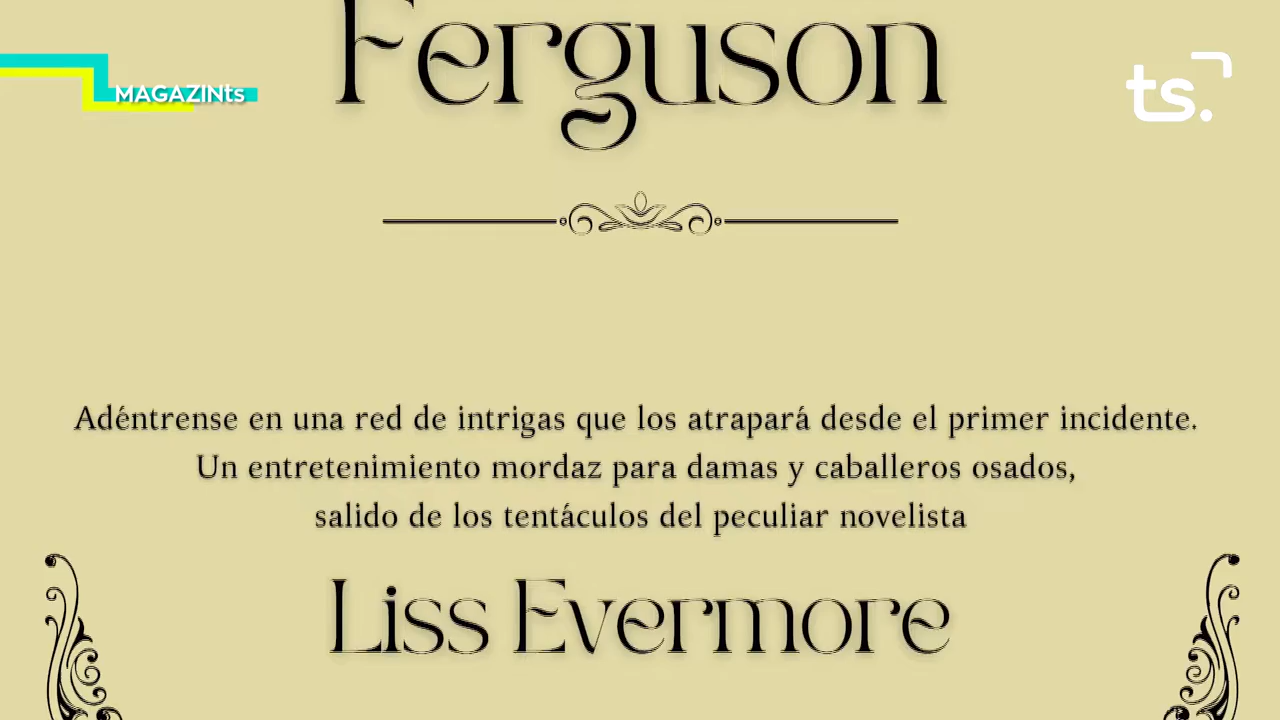 Ferguson
MAGAZINts
ts.
Adéntrense en una red de intrigas que los atrapará desde el primer incidente.
Un entretenimiento mordaz para damas y caballeros osados,
salido de los tentáculos del peculiar novelista
Liss Evermore